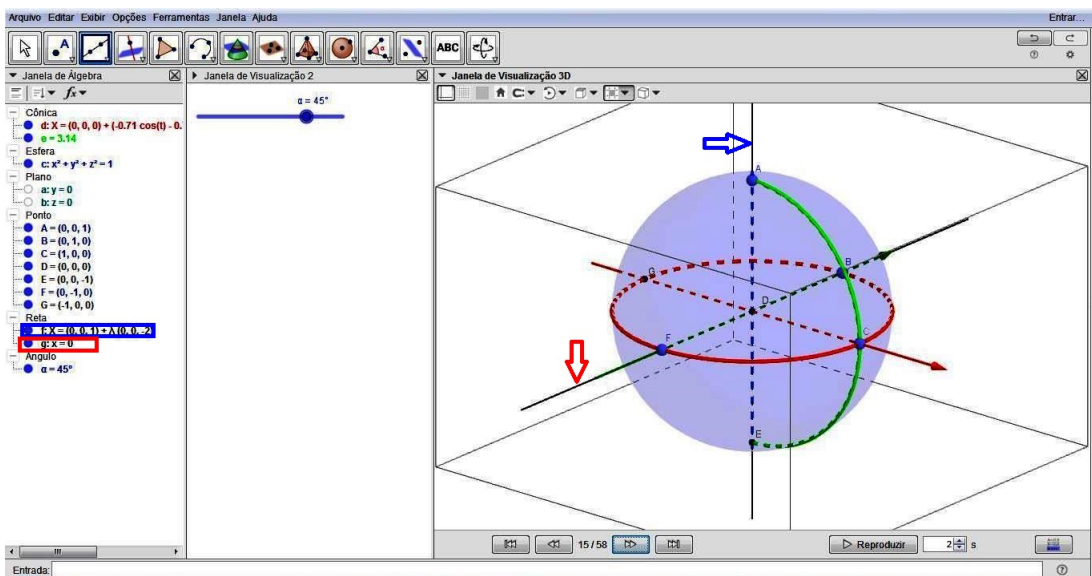 Arquivo Editar Exibir Opções Ferramentas Janela Ajuda
Entrar...
A
ABC
Janela de Álgebra
Janela de Visualização 2
Janela de Visualização 3D
fx
Cônica
d: X = (0, 0, 0) + (-0.71 cos(t) - 0.
e = 3.14
Esfera
c: x² + y² + z² = 1
Plano
a: y = 0
b: z = 0
Ponto
A = (0, 0, 1)
B = (0, 1, 0)
C = (1, 0, 0)
D = (0, 0, 0)
E = (0, 0, -1)
F = (0, -1, 0)
G = (-1, 0, 0)
Reta
f: X = (0, 0, 1) + λ (0, 0, -2)
g: x = 0
Ângulo
α = 45°
α = 45°
A
B
G
D
C
F
E
15 / 58
Reproduzir
2
s
Entrada: